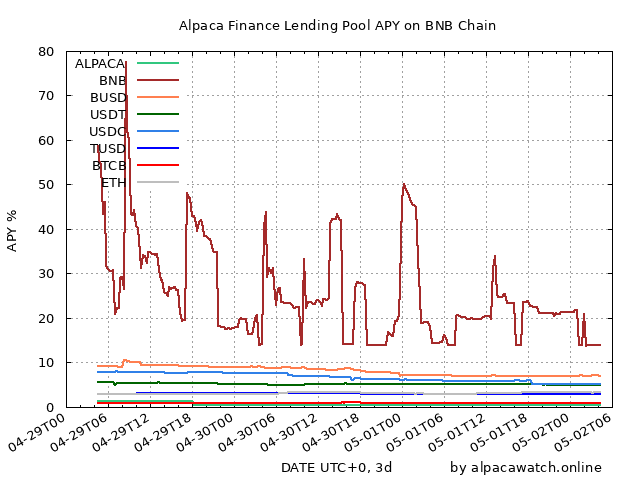 Alpaca Finance Lending Pool APY on BNB Chain
APY %
80
70
60
50
40
30
20
10
0
ALPACA
BNB
BUSD
USDT
USDC
TUSD
BTCB
ETH
04-29T00
04-29T06
04-29T12
04-29T18
04-30T00
04-30T06
04-30T12
04-30T18
05-01T00
05-01T06
05-01T12
05-01T18
05-02T00
05-02T06
DATE UTC+0, 3d
by alpacawatch.online